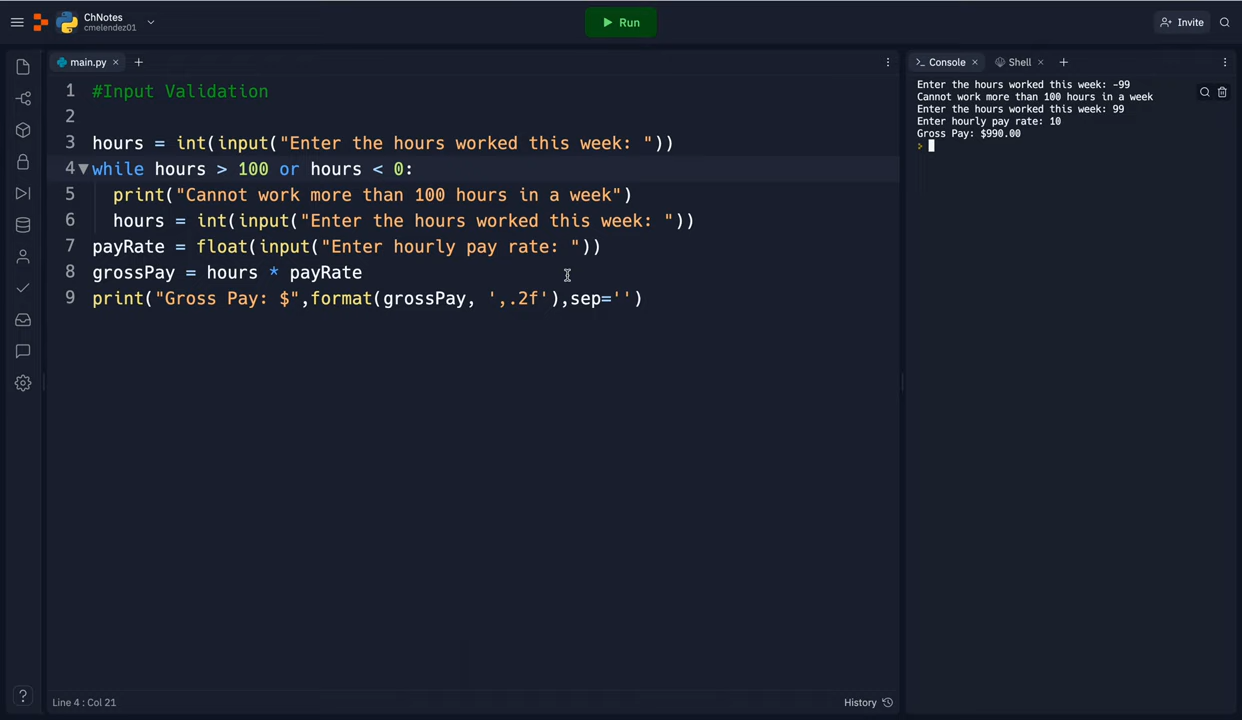 ChNotes
cmelendez01
Run
Invite
main.py
1 #Input Validation
2
3 hours = int(input("Enter the hours worked this week: "))
4 while hours > 100 or hours < 0:
5 print("Cannot work more than 100 hours in a week")
6 hours = int(input("Enter the hours worked this week: "))
7 payRate = float(input("Enter hourly pay rate: "))
8 grossPay = hours * payRate
9 print("Gross Pay: $",format(grossPay, ',.2f'),sep='')
Line 4 : Col 21
History
Console
Shell
Enter the hours worked this week: -99
Cannot work more than 100 hours in a week
Enter the hours worked this week: 99
Enter hourly pay rate: 10
Gross Pay: $990.00
>